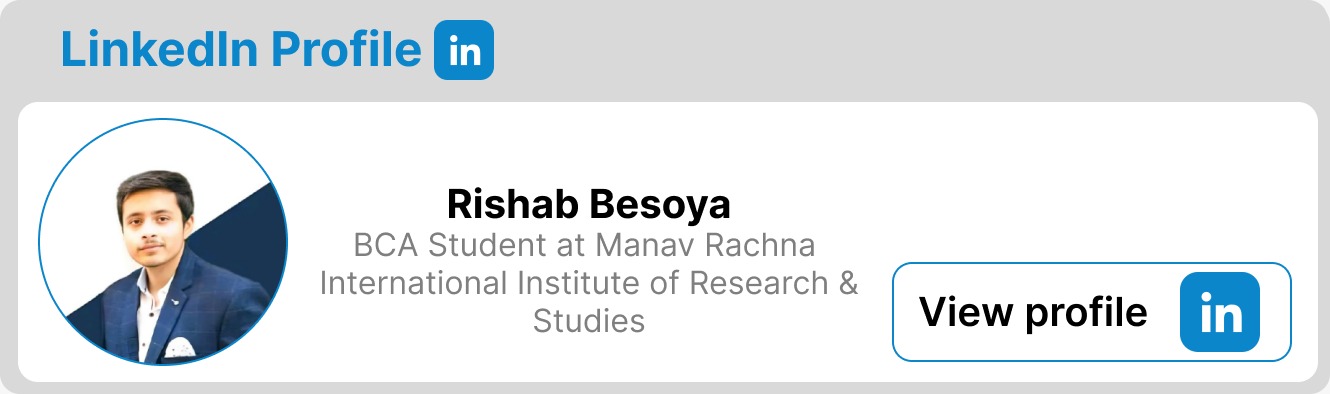 LinkedIn Profile in
Rishab Besoya
BCA Student at Manav Rachna
International Institute of Research &
Studies
View profile in